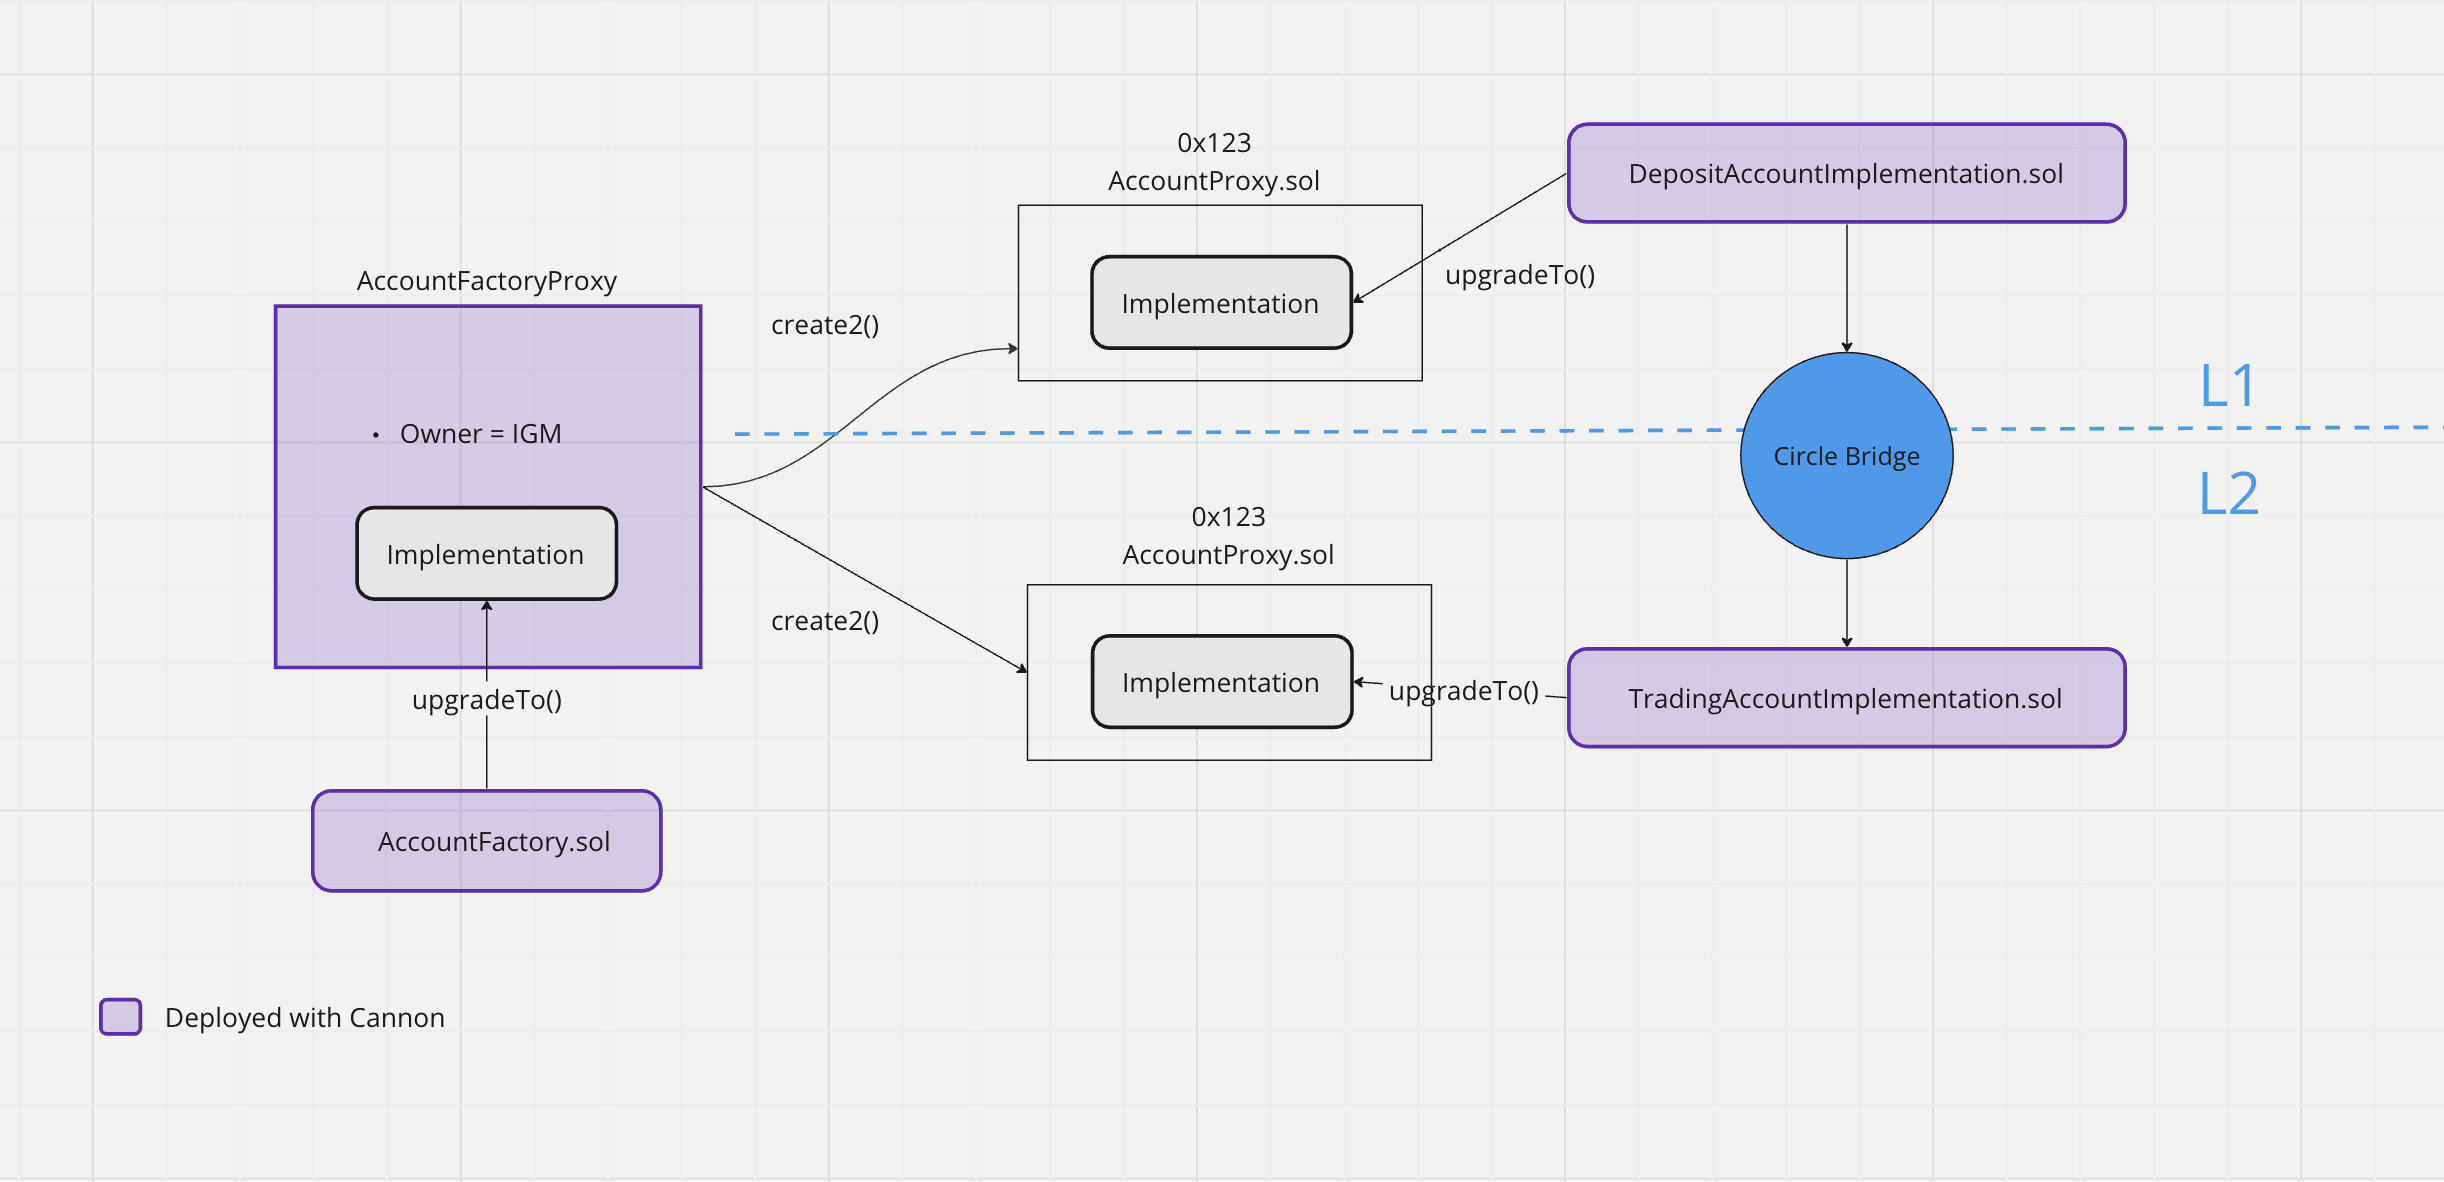 0x123
AccountProxy.sol
DepositAccountImplementation.sol
Implementation
upgradeTo()
AccountFactoryProxy
create2()
• Owner = IGM
Implementation
upgradeTo()
AccountFactory.sol
L1
Circle Bridge
L2
0x123
AccountProxy.sol
create2()
Implementation
upgradeTo()
TradingAccountImplementation.sol
Deployed with Cannon